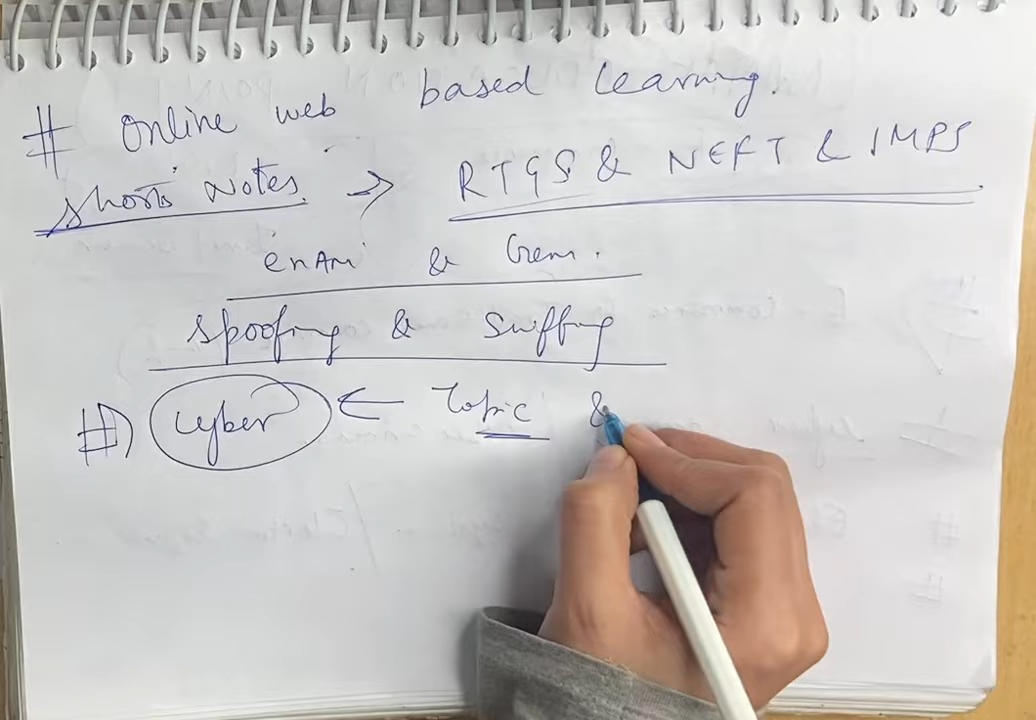 # Online web based learning.
Short Notes → RTGS & NEFT & IMPS
enAM & Gem.
Spoofing & Sniffing
#) Cyber ← Topic &